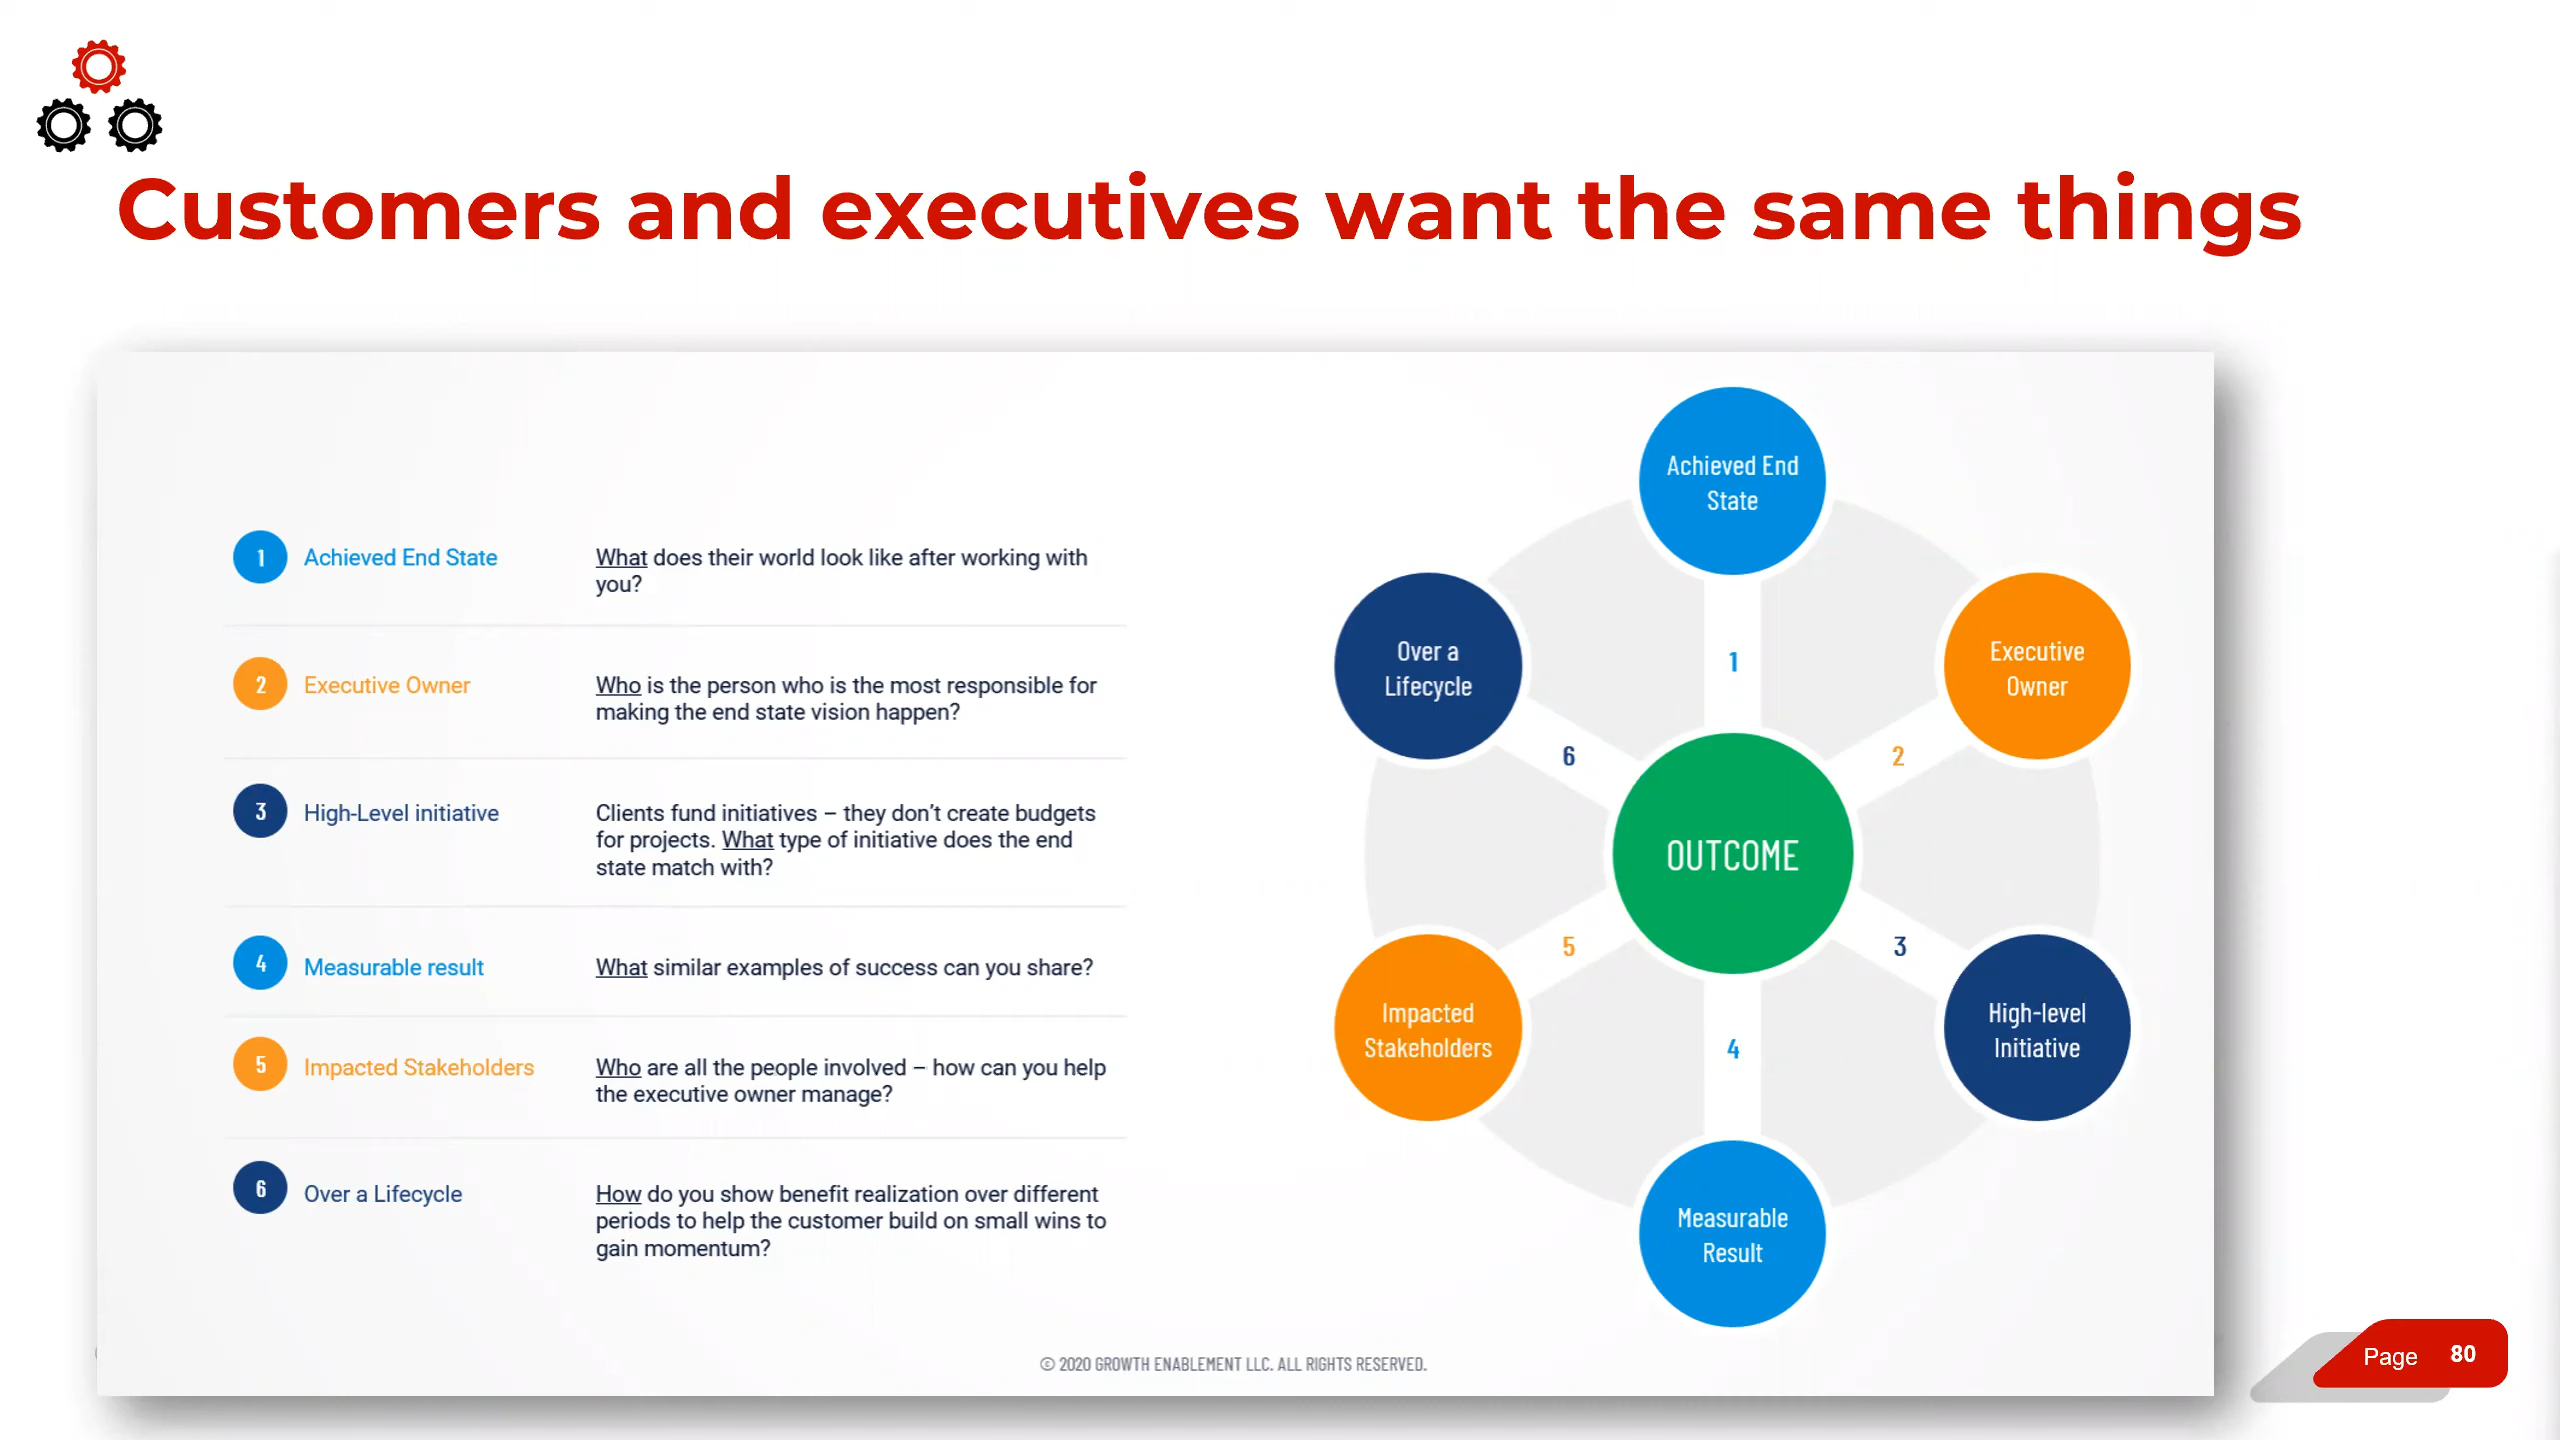 Customers and executives want the same things
1 Achieved End State What does their world look like after working with
you?
2 Executive Owner Who is the person who is the most responsible for
making the end state vision happen?
3 High-Level initiative Clients fund initiatives – they don't create budgets
for projects. What type of initiative does the end
state match with?
4 Measurable result What similar examples of success can you share?
5 Impacted Stakeholders Who are all the people involved – how can you help
the executive owner manage?
6 Over a Lifecycle How do you show benefit realization over different
periods to help the customer build on small wins to
gain momentum?
Achieved End
State
Over a
Lifecycle
Executive
Owner
1
6
2
OUTCOME
5
3
Impacted
Stakeholders
High-level
Initiative
4
Measurable
Result
© 2020 GROWTH ENABLEMENT LLC. ALL RIGHTS RESERVED.
Page 80